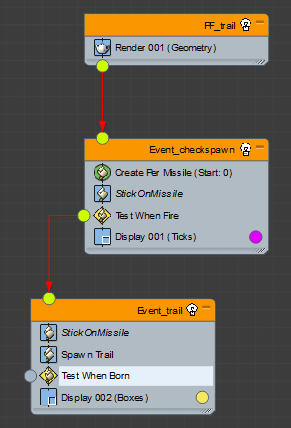 PF_trail
Render 001 (Geometry)
Event_checkspawn
Create Per Missile (Start: 0)
StickOnMissile
Test When Fire
Display 001 (Ticks)
Event_trail
StickOnMissile
Spawn Trail
Test When Born
Display 002 (Boxes)